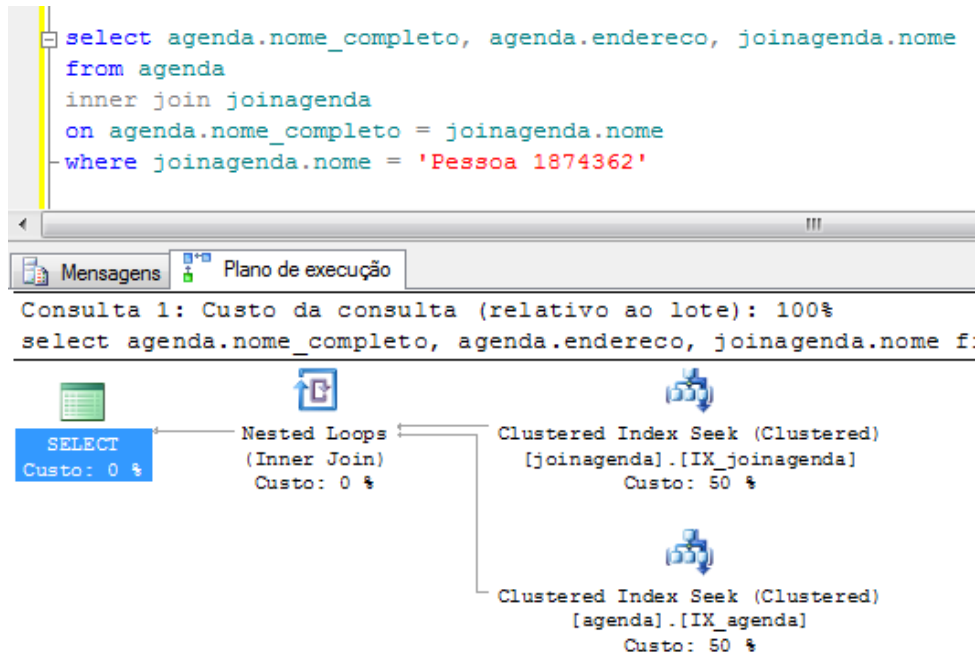 select agenda.nome_completo, agenda.endereco, joinagenda.nome
from agenda
inner join joinagenda
on agenda.nome_completo = joinagenda.nome
where joinagenda.nome = 'Pessoa 1874362'
Mensagens
Plano de execução
Consulta 1: Custo da consulta (relativo ao lote): 100%
select agenda.nome_completo, agenda.endereco, joinagenda.nome
SELECT
Custo: 0 %
Nested Loops
(Inner Join)
Custo: 0 %
Clustered Index Seek (Clustered)
[joinagenda].[IX_joinagenda]
Custo: 50 %
Clustered Index Seek (Clustered)
[agenda].[IX_agenda]
Custo: 50 %